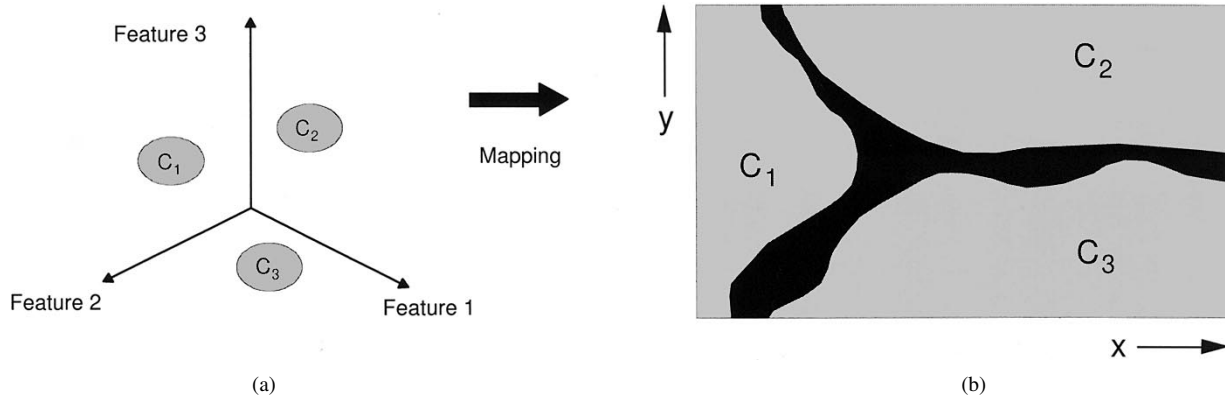 Feature 3
C1
C2
C3
Feature 2
Feature 1
Mapping
(a)
y
C1
C2
C3
x
(b)